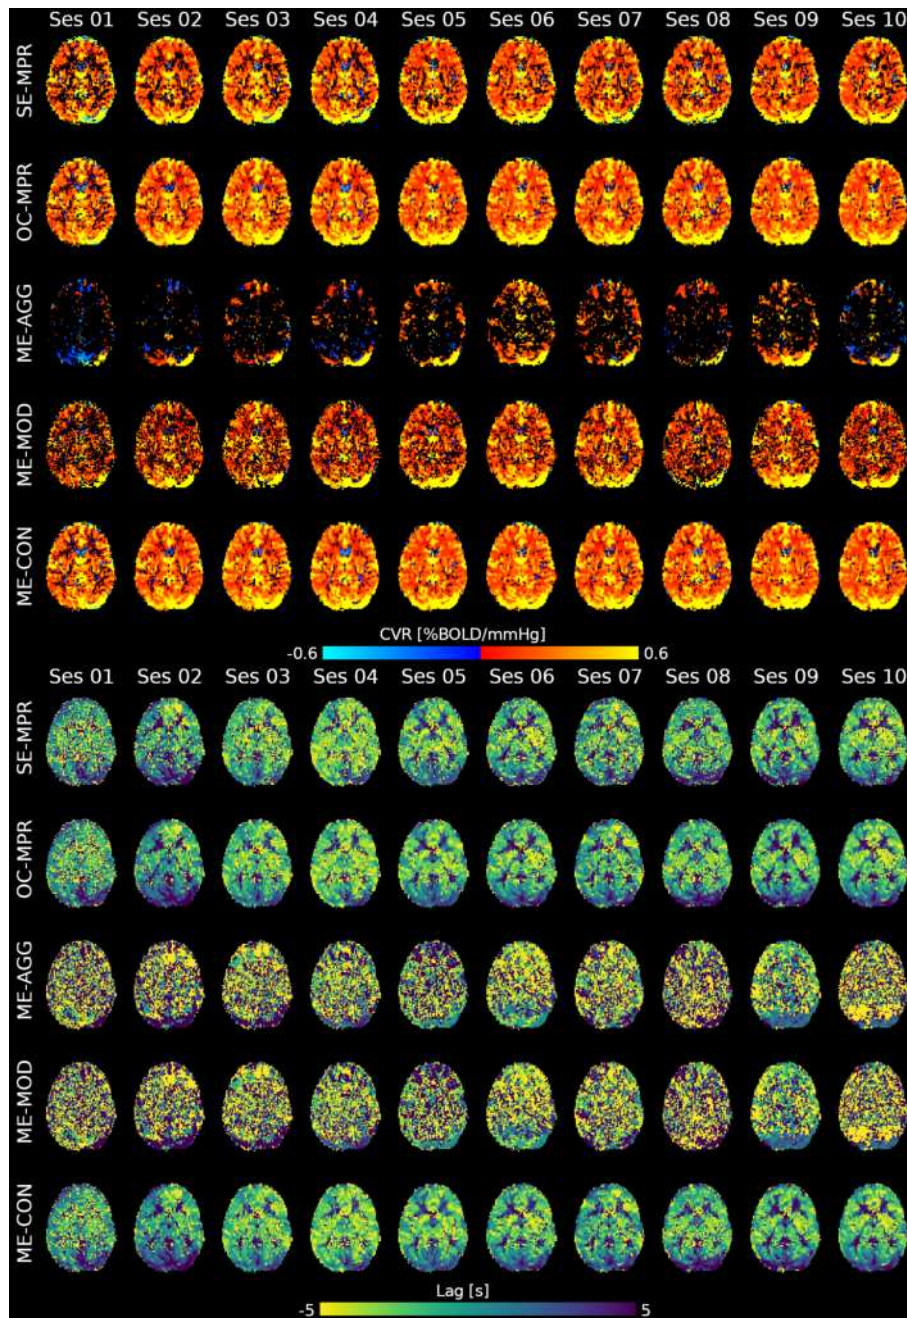 Ses 01 Ses 02 Ses 03 Ses 04 Ses 05 Ses 06 Ses 07 Ses 08 Ses 09 Ses 10
SE-MPR
OC-MPR
ME-AGG
ME-MOD
ME-CON
CVR [%BOLD/mmHg]
-0.6 0.6
Ses 01 Ses 02 Ses 03 Ses 04 Ses 05 Ses 06 Ses 07 Ses 08 Ses 09 Ses 10
SE-MPR
OC-MPR
ME-AGG
ME-MOD
ME-CON
Lag [s]
-5 5